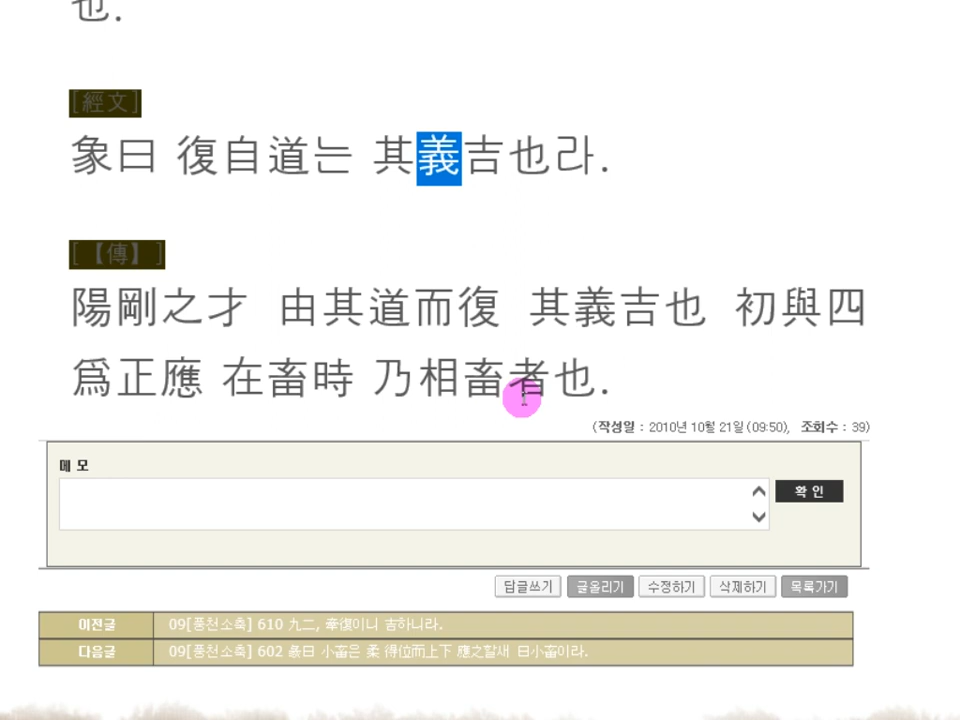 也.
[經文]
象曰 復自道는 其義吉也라.
[【傳】]
陽剛之才 由其道而復 其義吉也 初與四
爲正應 在畜時 乃相畜者也.
(작성일 : 2010년 10월 21일(09:50), 조회수 : 39)
메 모
확 인
답글쓰기 글올리기 수정하기 삭제하기 목록가기
이전글 09[풍천소축] 610 九二, 牽復이니 吉하니라.
다음글 09[풍천소축] 602 彖曰 小畜은 柔 得位而上下 應之할새 曰小畜이라.